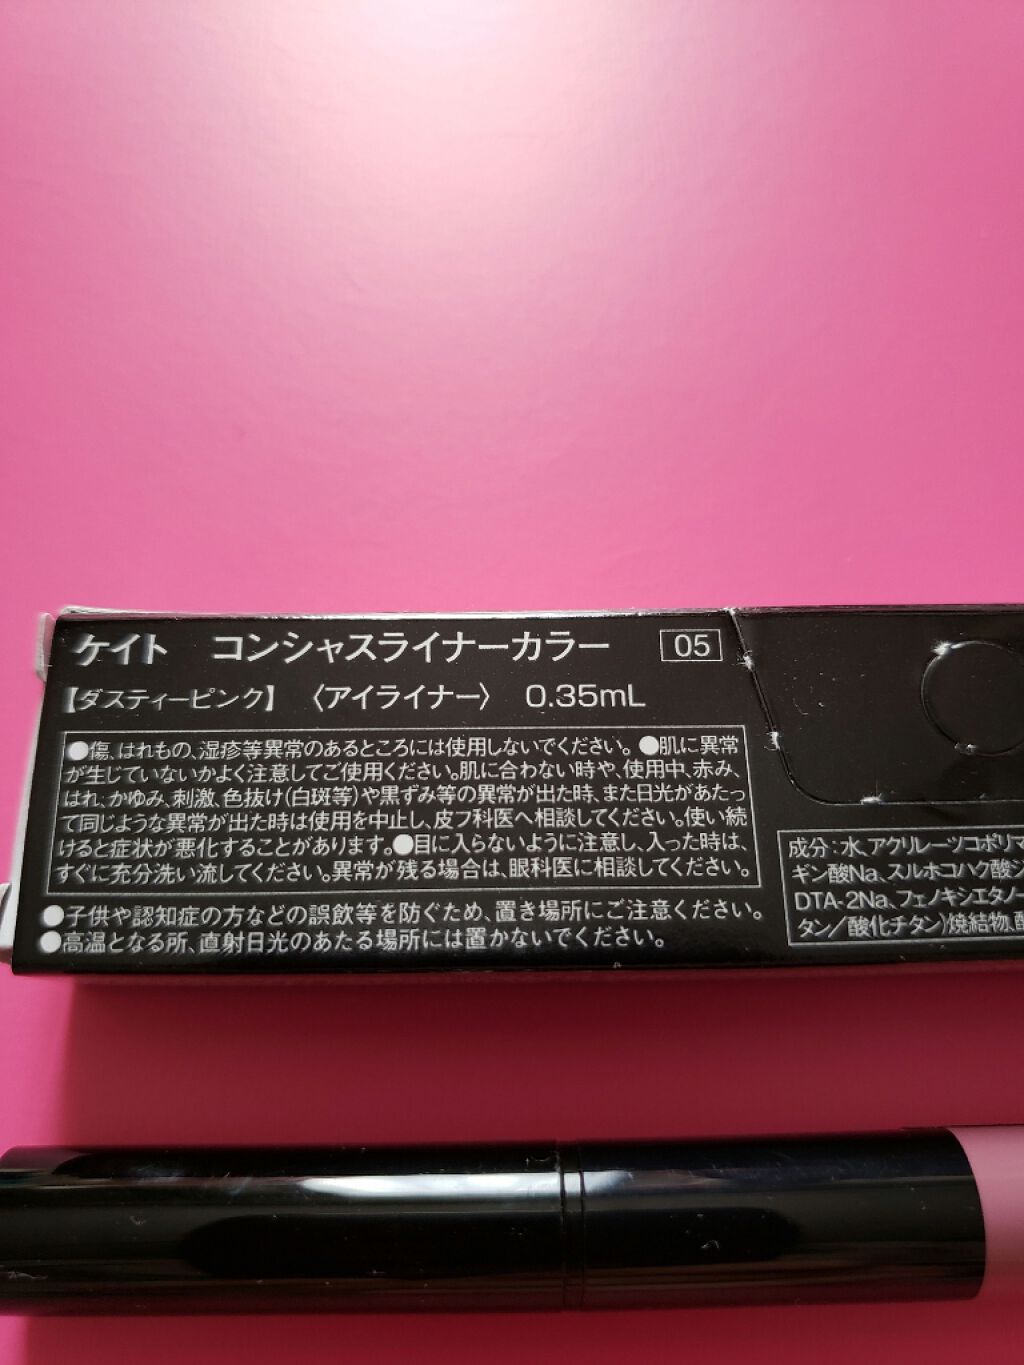 ケイト コンシャスライナーカラー 05
【ダスティーピンク】 〈アイライナー〉 0.35mL
●傷、はれもの、湿疹等異常のあるところには使用しないでください。●肌に異常
が生じていないかよく注意してご使用ください。肌に合わない時や、使用中、赤み、
はれ、かゆみ、刺激、色抜け(白斑等)や黒ずみ等の異常が出た時、また日光があたっ
て同じような異常が出た時は使用を中止し、皮フ科医へ相談してください。使い続
けると症状が悪化することがあります。●目に入らないように注意し、入った時は、
すぐに充分洗い流してください。異常が残る場合は、眼科医に相談してください。
●子供や認知症の方などの誤飲等を防ぐため、置き場所にご注意ください。
●高温となる所、直射日光のあたる場所には置かないでください。
成分:水、アクリレーツコポリマ
ギン酸Na、スルホコハク酸ジ
DTA-2Na、フェノキシエタノー
タン/酸化チタン)焼結物、酸